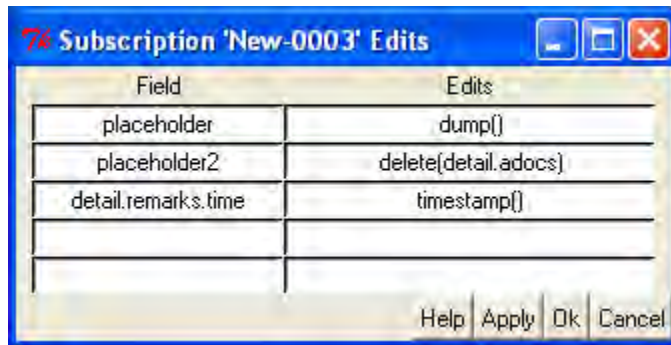 Subscription 'New-0003' Edits
Field Edits
placeholder dump()
placeholder2 delete(detail.adocs)
detail.remarks.time timestamp()
Help Apply Ok Cancel